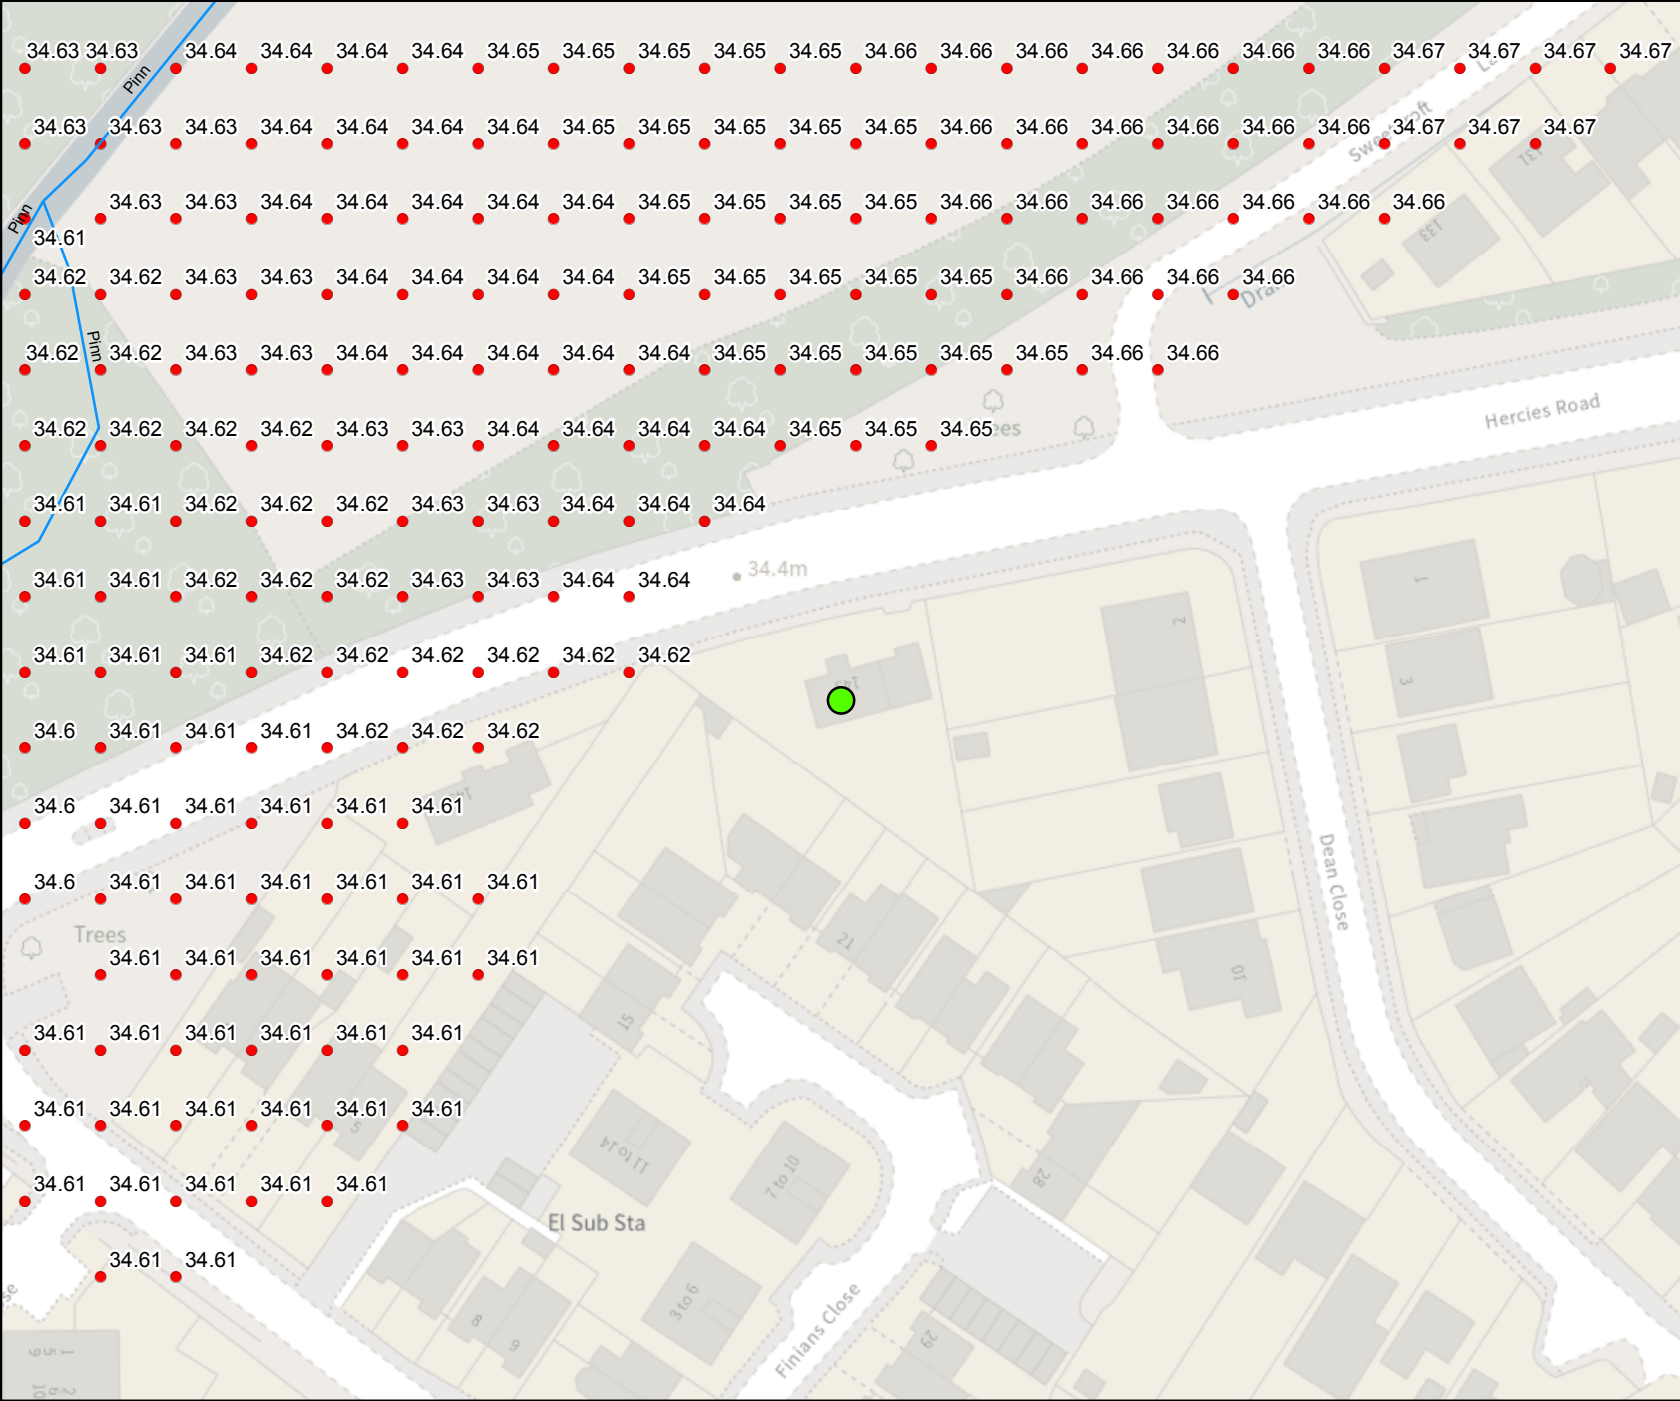 34.63 34.63 34.64 34.64 34.64 34.64 34.65 34.65 34.65 34.65 34.65 34.66 34.66 34.66 34.66 34.66 34.66 34.66 34.67 34.67 34.67 34.67
Pinn
34.63 34.63 34.63 34.64 34.64 34.64 34.64 34.65 34.65 34.65 34.65 34.65 34.66 34.66 34.66 34.66 34.66 34.66 34.67 34.67 34.67
131
34.63 34.63 34.64 34.64 34.64 34.64 34.64 34.65 34.65 34.65 34.65 34.66 34.66 34.66 34.66 34.66 34.66 34.66
Pinn
133
34.61
34.62 34.62 34.63 34.63 34.64 34.64 34.64 34.64 34.65 34.65 34.65 34.65 34.65 34.66 34.66 34.66 34.66
Pinn
34.62 34.62 34.63 34.63 34.64 34.64 34.64 34.64 34.64 34.65 34.65 34.65 34.65 34.65 34.66 34.66
Hercies Road
34.62 34.62 34.62 34.62 34.63 34.63 34.64 34.64 34.64 34.64 34.65 34.65 34.65
34.61 34.61 34.62 34.62 34.62 34.63 34.63 34.64 34.64 34.64
34.4m
34.61 34.61 34.62 34.62 34.62 34.63 34.63 34.64 34.64
1
2
34.61 34.61 34.61 34.62 34.62 34.62 34.62 34.62 34.62
3
34.6 34.61 34.61 34.61 34.62 34.62 34.62
34.6 34.61 34.61 34.61 34.61 34.61
34.6 34.61 34.61 34.61 34.61 34.61 34.61
Dean Close
Trees
21
34.61 34.61 34.61 34.61 34.61 34.61
10
15
34.61 34.61 34.61 34.61 34.61 34.61
34.61 34.61 34.61 34.61 34.61 34.61
5
11 to 14
7 to 10
28
34.61 34.61 34.61 34.61 34.61
El Sub Sta
34.61 34.61
3 to 6
8
9
Finians Close
29